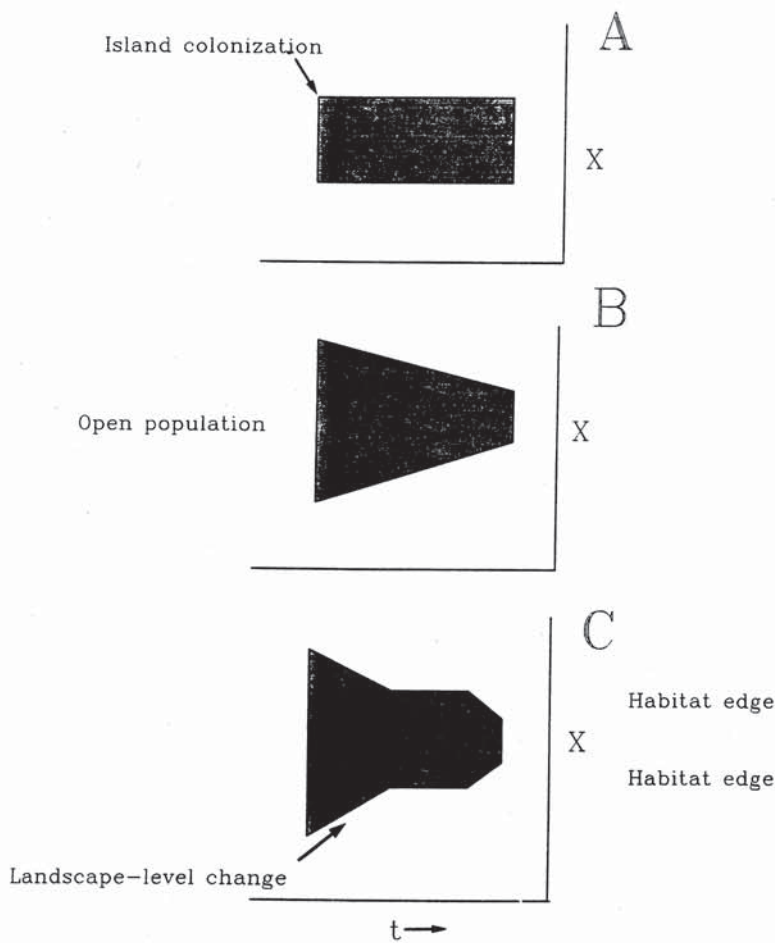 A
Island colonization
X
B
Open population
X
C
Habitat edge
X
Habitat edge
Landscape-level change
t